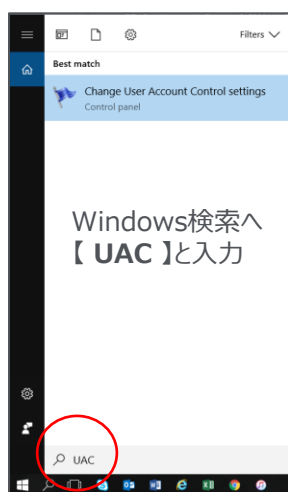 Filters
Best match
Change User Account Control settings
Control panel
Windows検索へ
【 UAC 】と入力
UAC